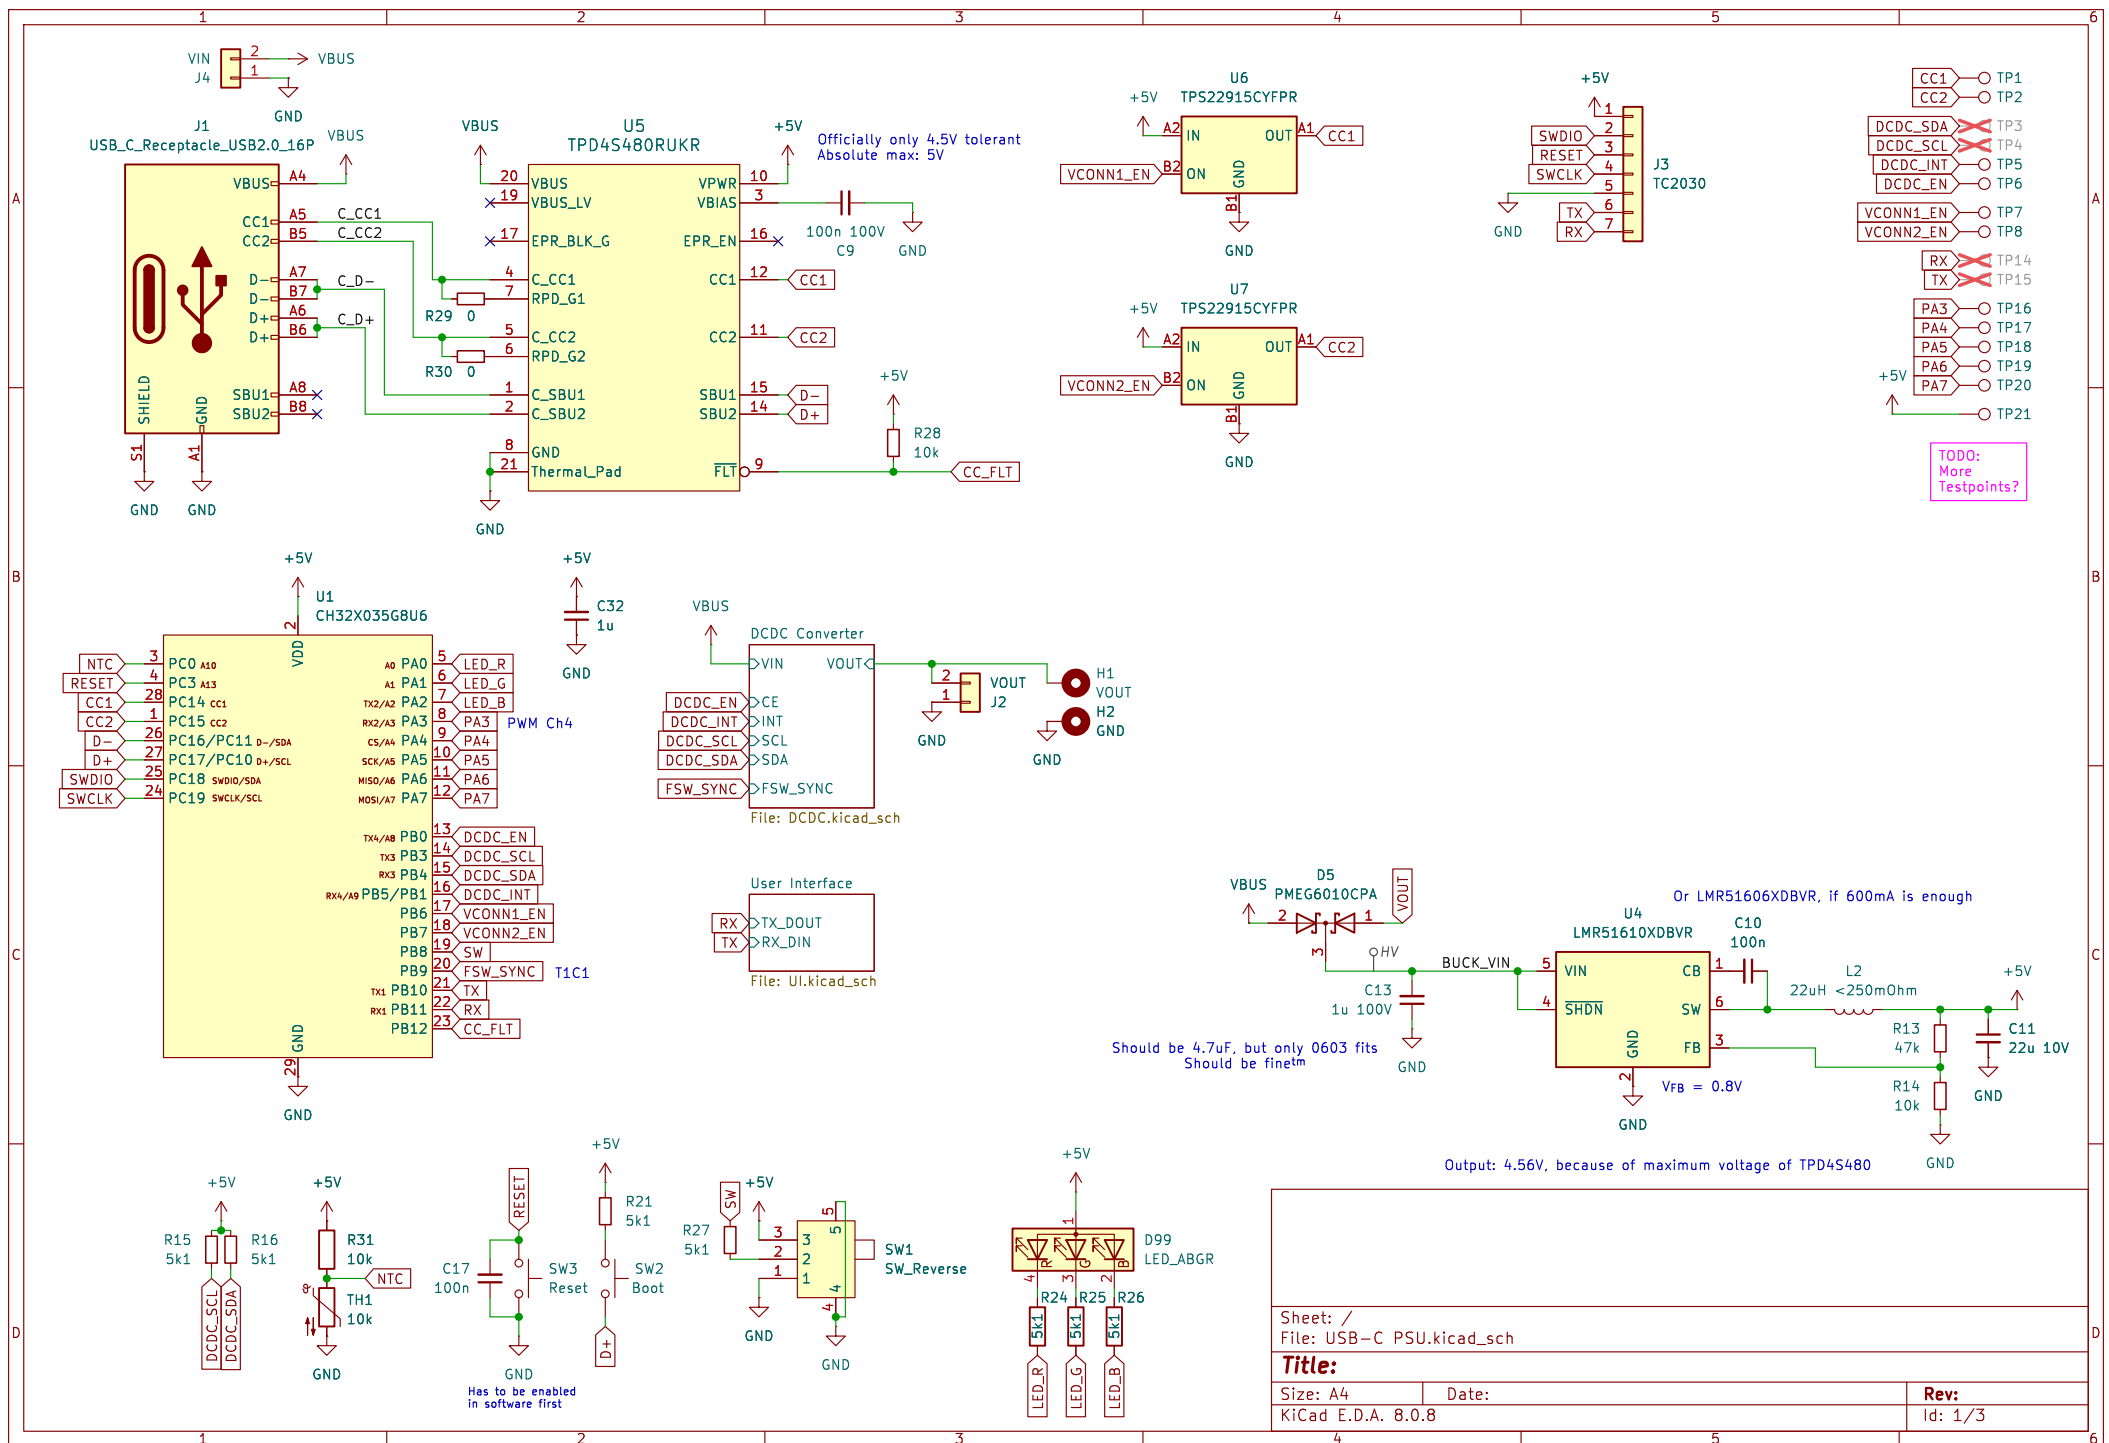 1 2 3 4 5 6
A
B
C
D
VIN
J4
2
1
VBUS
GND
J1
USB_C_Receptacle_USB2.0_16P
VBUS
VBUS A4
CC1 A5 C_CC1
CC2 B5 C_CC2
D- A7
D- B7 C_D-
D+ A6
D+ B6 C_D+
SBU1 A8
SBU2 B8
SHIELD
GND
S1
A1
GND
GND
VBUS
U5
TPD4S480RUKR
+5V
Officially only 4.5V tolerant
Absolute max: 5V
20 VBUS
19 VBUS_LV
17 EPR_BLK_G
4 C_CC1
7 RPD_G1
R29 0
5 C_CC2
6 RPD_G2
R30 0
1 C_SBU1
2 C_SBU2
8 GND
21 Thermal_Pad
GND
VPWR 10
VBIAS 3
100n 100V
C9
GND
EPR_EN 16
CC1 12 CC1
CC2 11 CC2
SBU1 15 D-
SBU2 14 D+
FLT 9 CC_FLT
+5V
R28
10k
U6
TPS22915CYFPR
+5V
A2 IN OUT A1 CC1
VCONN1_EN B2 ON
GND
B1
GND
U7
TPS22915CYFPR
+5V
A2 IN OUT A1 CC2
VCONN2_EN B2 ON
GND
B1
GND
+5V
1
SWDIO 2
RESET 3
SWCLK 4
5
TX 6
RX 7
GND
J3
TC2030
CC1 TP1
CC2 TP2
DCDC_SDA TP3
DCDC_SCL TP4
DCDC_INT TP5
DCDC_EN TP6
VCONN1_EN TP7
VCONN2_EN TP8
RX TP14
TX TP15
PA3 TP16
PA4 TP17
PA5 TP18
PA6 TP19
PA7 TP20
+5V
TP21
TODO:
More
Testpoints?
+5V
U1
CH32X035G8U6
2
VDD
NTC 3 PC0 A10
RESET 4 PC3 A13
CC1 28 PC14 CC1
CC2 1 PC15 CC2
D- 26 PC16/PC11 D-/SDA
D+ 27 PC17/PC10 D+/SCL
SWDIO 25 PC18 SWDIO/SDA
SWCLK 24 PC19 SWCLK/SCL
A0 PA0 5 LED_R
A1 PA1 6 LED_G
TX2/A2 PA2 7 LED_B
RX2/A3 PA3 8 PA3 PWM Ch4
CS/A4 PA4 9 PA4
SCK/A5 PA5 10 PA5
MISO/A6 PA6 11 PA6
MOSI/A7 PA7 12 PA7
TX4/A8 PB0 13 DCDC_EN
TX3 PB3 14 DCDC_SCL
RX3 PB4 15 DCDC_SDA
RX4/A9 PB5/PB1 16 DCDC_INT
PB6 17 VCONN1_EN
PB7 18 VCONN2_EN
PB8 19 SW
PB9 20 FSW_SYNC T1C1
TX1 PB10 21 TX
RX1 PB11 22 RX
PB12 23 CC_FLT
GND
29
GND
+5V
C32
1u
GND
VBUS
DCDC Converter
VIN VOUT
DCDC_EN CE
DCDC_INT INT
DCDC_SCL SCL
DCDC_SDA SDA
FSW_SYNC FSW_SYNC
File: DCDC.kicad_sch
2
1
VOUT
J2
GND
H1
VOUT
H2
GND
GND
User Interface
RX TX_DOUT
TX RX_DIN
File: UI.kicad_sch
VBUS
D5
PMEG6010CPA
VOUT
2 1
3
HV
BUCK_VIN
C13
1u 100V
GND
Should be 4.7uF, but only 0603 fits
Should be fine™
Or LMR51606XDBVR, if 600mA is enough
U4
LMR51610XDBVR
5 VIN
4 SHDN
CB 1
SW 6
FB 3
GND
2
GND
C10
100n
VFB = 0.8V
L2
22uH <250mOhm
+5V
R13
47k
C11
22u 10V
GND
R14
10k
GND
Output: 4.56V, because of maximum voltage of TPD4S480
+5V
R15
5k1
R16
5k1
DCDC_SCL
DCDC_SDA
+5V
R31
10k
NTC
TH1
10k
GND
RESET
C17
100n
SW3
Reset
GND
Has to be enabled
in software first
+5V
R21
5k1
SW2
Boot
D+
SW
+5V
R27
5k1
3 3
2 2
1 1
5 5
4 4
SW1
SW_Reverse
GND
GND
+5V
1
D99
LED_ABGR
R G B
4 3 2
R24 R25 R26
5k1 5k1 5k1
LED_R LED_G LED_B
Sheet: /
File: USB-C PSU.kicad_sch
Title:
Size: A4 Date: Rev:
KiCad E.D.A. 8.0.8 Id: 1/3
1 2 3 4 5 6
A
B
C
D